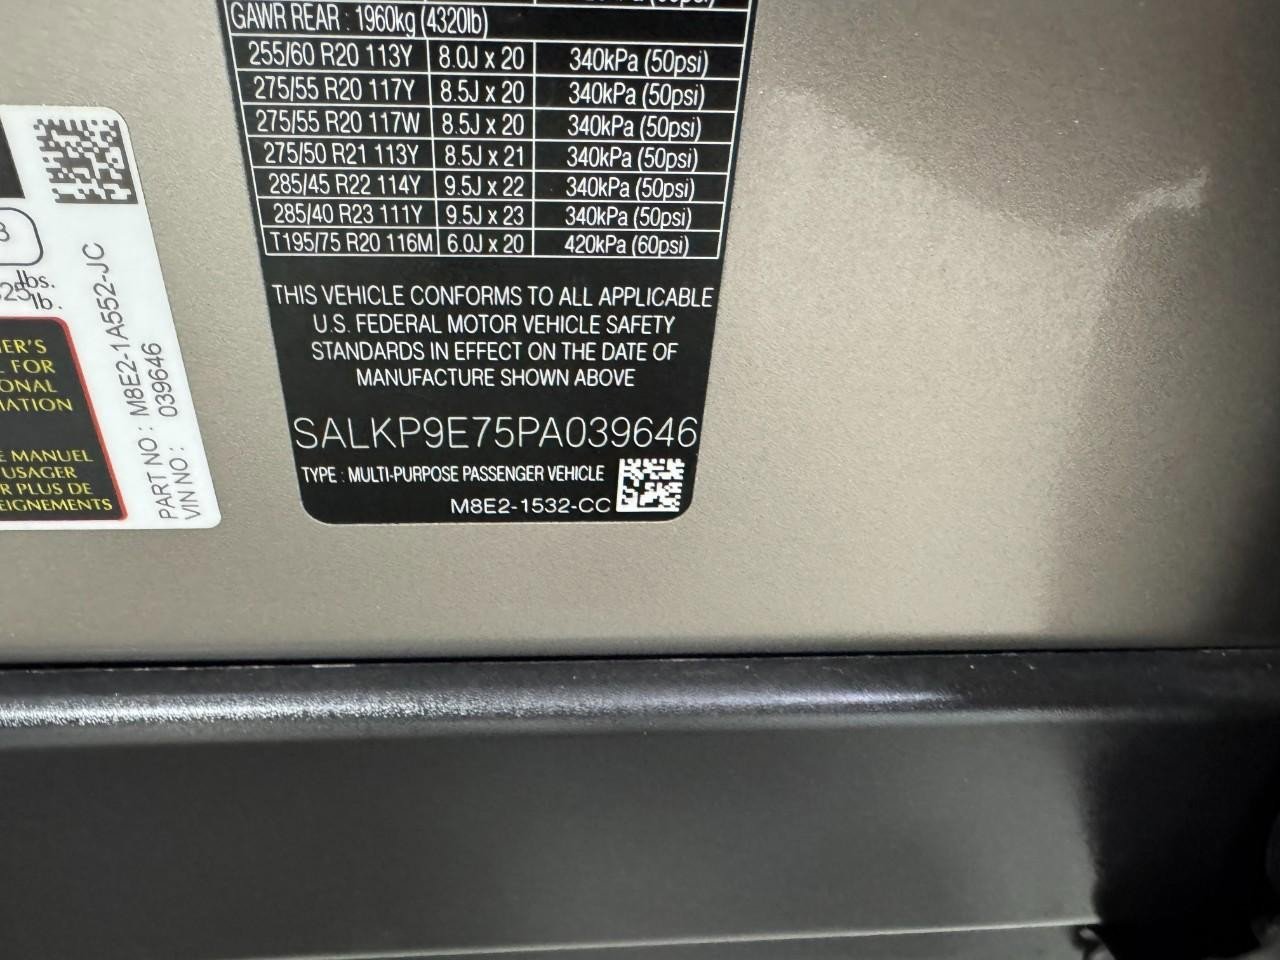 GAWR REAR : 1960kg (4320lb)
255/60 R20 113Y 8.0J x 20 340kPa (50psi)
275/55 R20 117Y 8.5J x 20 340kPa (50psi)
275/55 R20 117W 8.5J x 20 340kPa (50psi)
275/50 R21 113Y 8.5J x 21 340kPa (50psi)
285/45 R22 114Y 9.5J x 22 340kPa (50psi)
285/40 R23 111Y 9.5J x 23 340kPa (50psi)
T195/75 R20 116M 6.0J x 20 420kPa (60psi)
THIS VEHICLE CONFORMS TO ALL APPLICABLE
U.S. FEDERAL MOTOR VEHICLE SAFETY
STANDARDS IN EFFECT ON THE DATE OF
MANUFACTURE SHOWN ABOVE
SALKP9E75PA039646
TYPE : MULTI-PURPOSE PASSENGER VEHICLE
M8E2-1532-CC
lbs.
lb.
FOR
MANUEL
USAGER
PLUS DE
PART NO : M8E2-1A552-JC
VIN NO : 039646